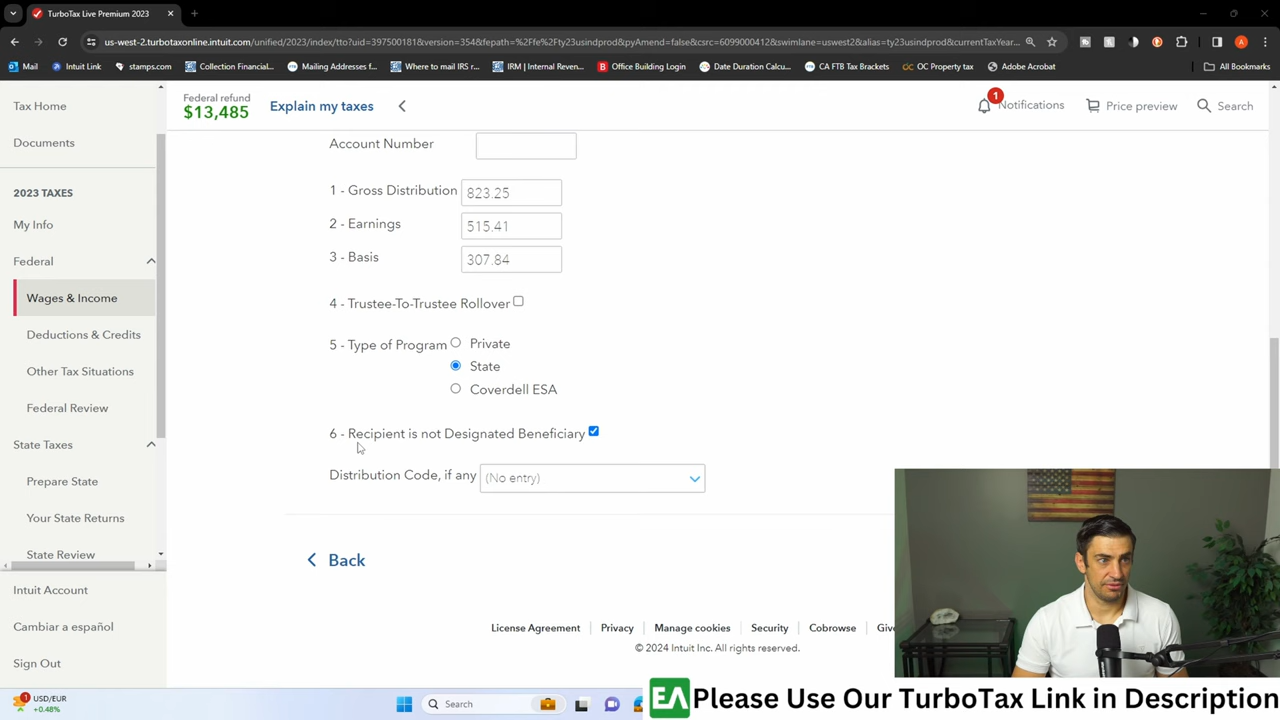 TurboTax Live Premium 2023
us-west-2.turbotaxonline.intuit.com/unified/2023/index/tto?uid=397500181&version=354&fepath=%2Ffe%2Fty23usindprod&pyAmend=false&csrc=6099000412&swimlane=uswest2&alias=ty23usindprod&currentTaxYear...
Mail
Intuit Link
stamps.com
Collection Financial...
Mailing Addresses f...
Where to mail IRS r...
IRM | Internal Reven...
Office Building Login
Date Duration Calcu...
CA FTB Tax Brackets
OC Property tax
Adobe Acrobat
All Bookmarks
Tax Home
Documents
2023 TAXES
My Info
Federal
Wages & Income
Deductions & Credits
Other Tax Situations
Federal Review
State Taxes
Prepare State
Your State Returns
State Review
Intuit Account
Cambiar a español
Sign Out
Federal refund
$13,485
Explain my taxes
1
Notifications
Price preview
Search
Account Number
1 - Gross Distribution 823.25
2 - Earnings 515.41
3 - Basis 307.84
4 - Trustee-To-Trustee Rollover
5 - Type of Program Private
State
Coverdell ESA
6 - Recipient is not Designated Beneficiary
Distribution Code, if any (No entry)
Back
License Agreement
Privacy
Manage cookies
Security
Cobrowse
Giv
© 2024 Intuit Inc. All rights reserved.
1
USD/EUR
+0.48%
Search
EA Please Use Our TurboTax Link in Description